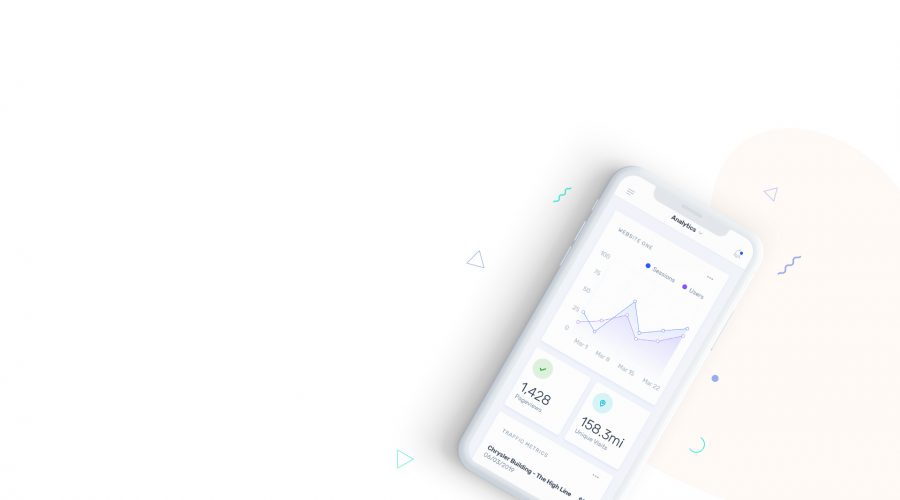 Analytics
WEBSITE ONE
Sessions
Users
100
75
50
25
0
Mar 1
Mar 8
Mar 15
Mar 22
1,428
Pageviews
158.3mi
Unique Visits
TRAFFIC METRICS
Chrysler Building - The High Line
06/03/2019